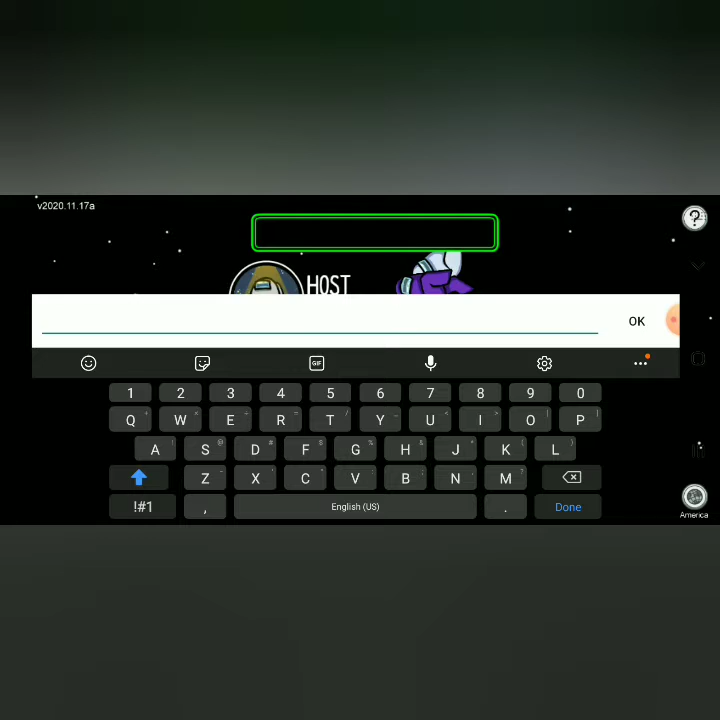 v2020.11.17a
HOST
OK
GIF
1 2 3 4 5 6 7 8 9 0
Q W E R T Y U I O P
A S D F G H J K L
Z X C V B N M
!#1 , English (US) . Done
America